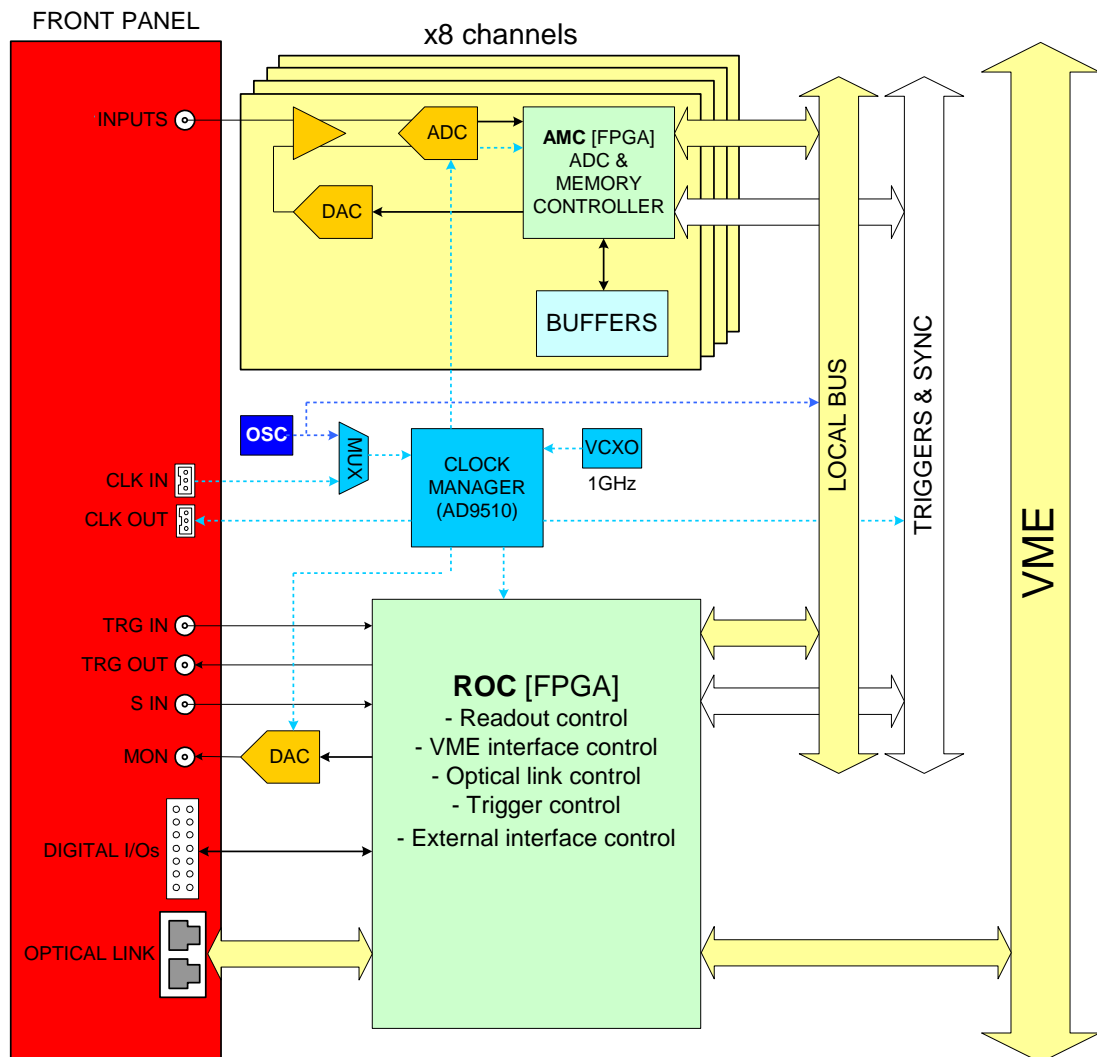 FRONT PANEL
x8 channels
INPUTS
ADC
AMC [FPGA]
ADC &
MEMORY
CONTROLLER
DAC
BUFFERS
OSC
MUX
CLOCK
MANAGER
(AD9510)
VCXO
1GHz
CLK IN
CLK OUT
LOCAL BUS
TRIGGERS & SYNC
VME
TRG IN
TRG OUT
S IN
MON
DAC
ROC [FPGA]
- Readout control
- VME interface control
- Optical link control
- Trigger control
- External interface control
DIGITAL I/Os
OPTICAL LINK